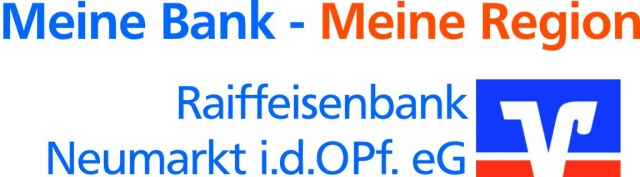 Meine Bank - Meine Region
Raiffeisenbank
Neumarkt i.d.OPf. eG